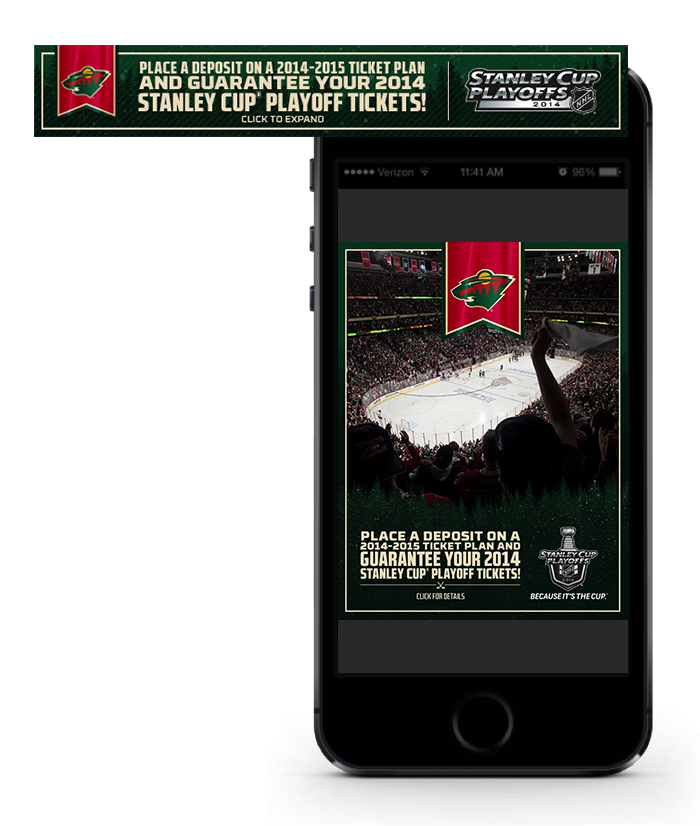 PLACE A DEPOSIT ON A 2014-2015 TICKET PLAN
AND GUARANTEE YOUR 2014
STANLEY CUP® PLAYOFF TICKETS!
CLICK TO EXPAND
STANLEY CUP
PLAYOFFS
2014
NHL
Verizon 11:41 AM 96%
PLACE A DEPOSIT ON A
2014-2015 TICKET PLAN AND
GUARANTEE YOUR 2014
STANLEY CUP® PLAYOFF TICKETS!
CLICK FOR DETAILS
STANLEY CUP
PLAYOFFS
2014
BECAUSE IT'S THE CUP.™